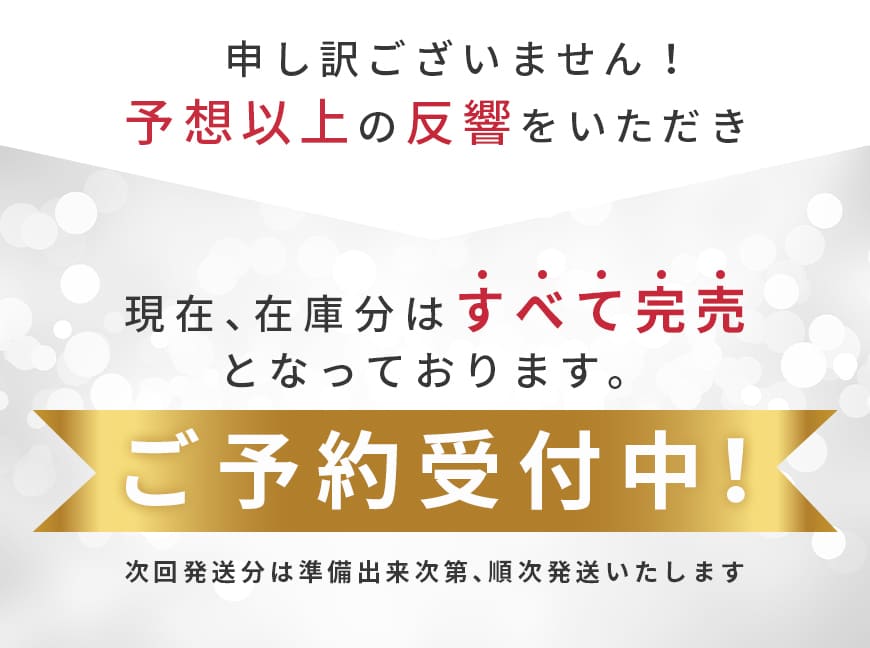 申し訳ございません！
予想以上の反響をいただき
現在、在庫分はすべて完売
となっております。
ご予約受付中！
次回発送分は準備出来次第、順次発送いたします